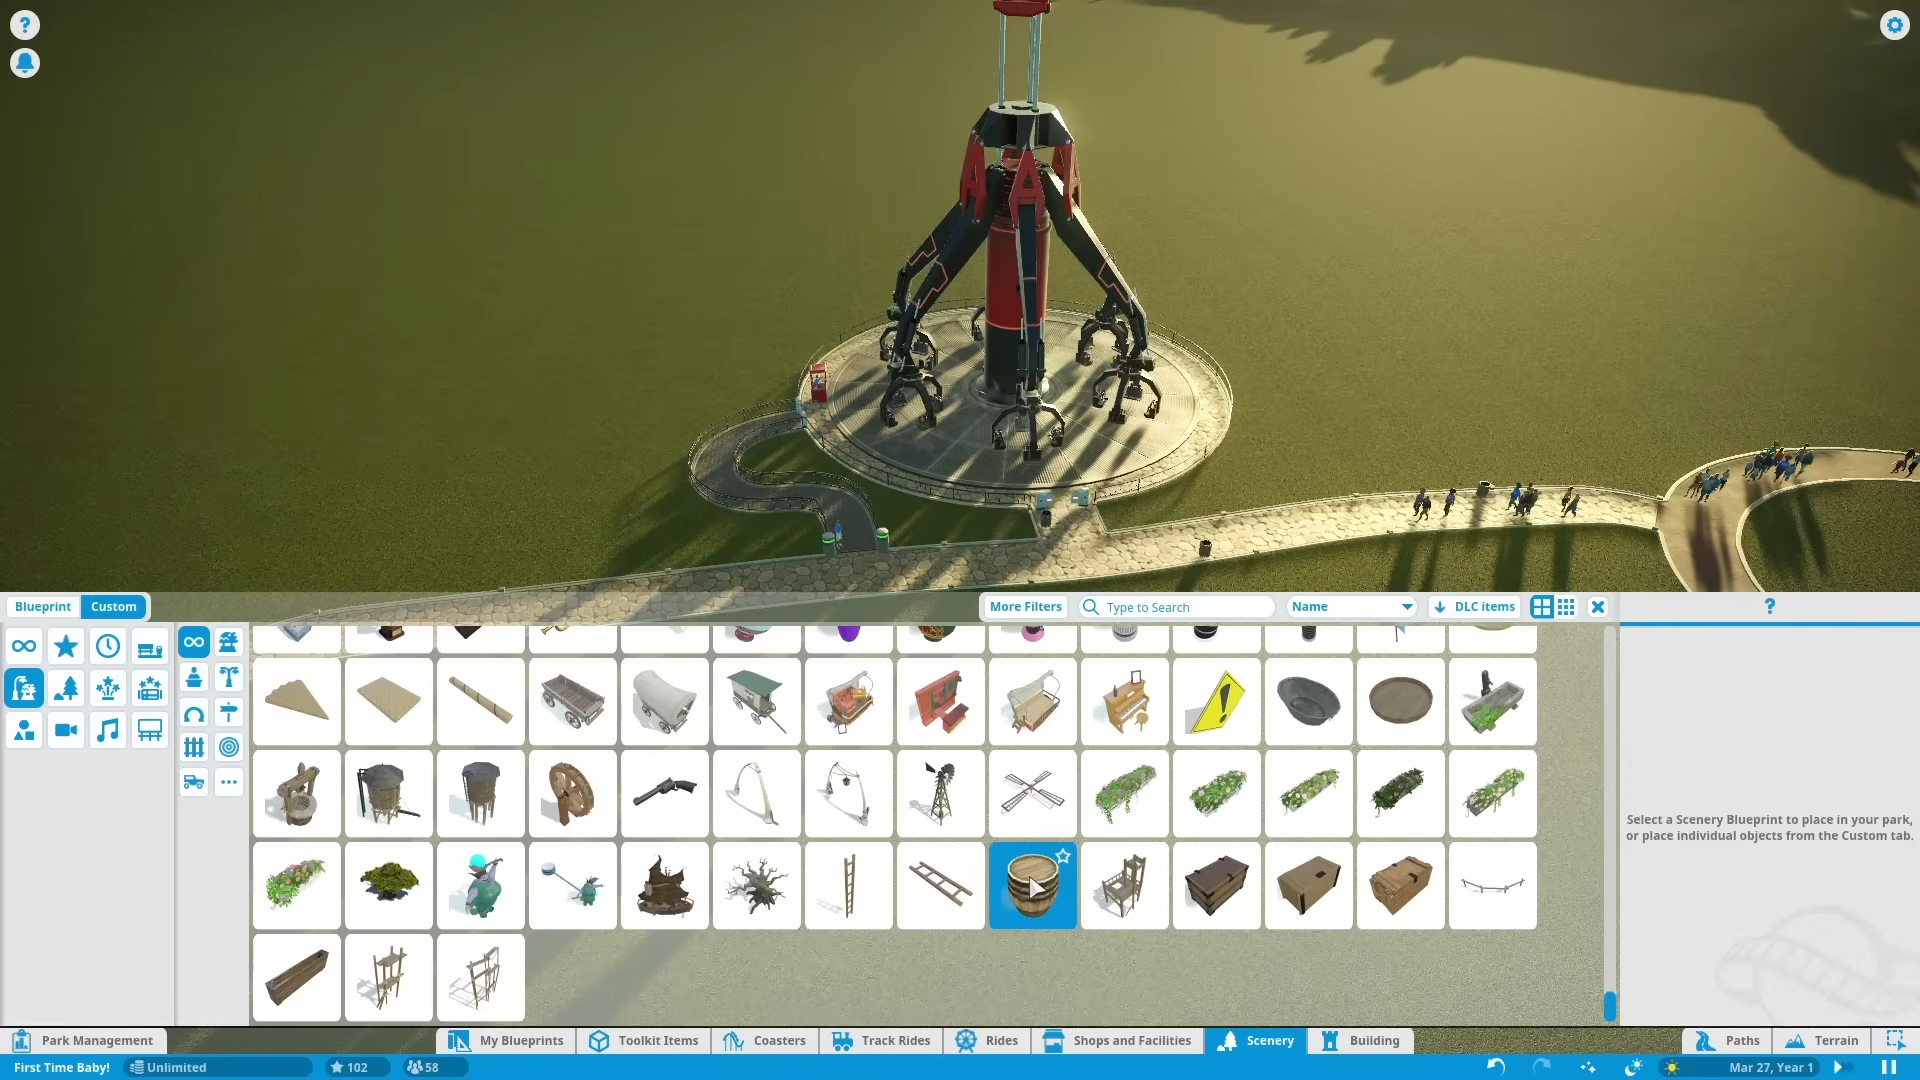 ?
Blueprint
Custom
More Filters
Type to Search
Name
DLC items
?
Select a Scenery Blueprint to place in your park,
or place individual objects from the Custom tab.
Park Management
My Blueprints
Toolkit Items
Coasters
Track Rides
Rides
Shops and Facilities
Scenery
Building
Paths
Terrain
First Time Baby!
Unlimited
102
58
Mar 27, Year 1